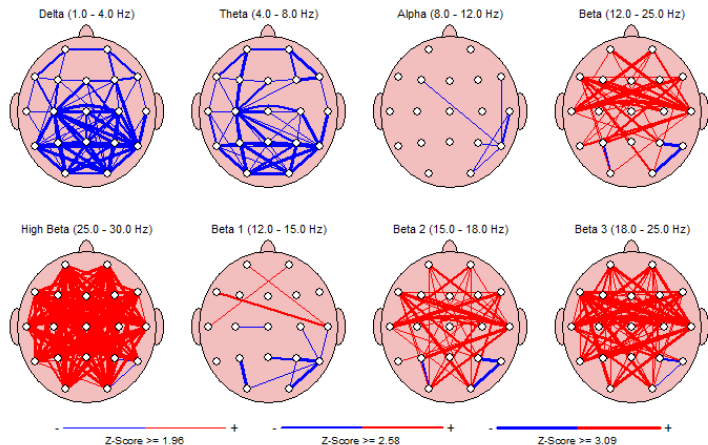 Delta (1.0 - 4.0 Hz) Theta (4.0 - 8.0 Hz) Alpha (8.0 - 12.0 Hz) Beta (12.0 - 25.0 Hz)
High Beta (25.0 - 30.0 Hz) Beta 1 (12.0 - 15.0 Hz) Beta 2 (15.0 - 18.0 Hz) Beta 3 (18.0 - 25.0 Hz)
- + - + - +
Z-Score >= 1.96 Z-Score >= 2.58 Z-Score >= 3.09